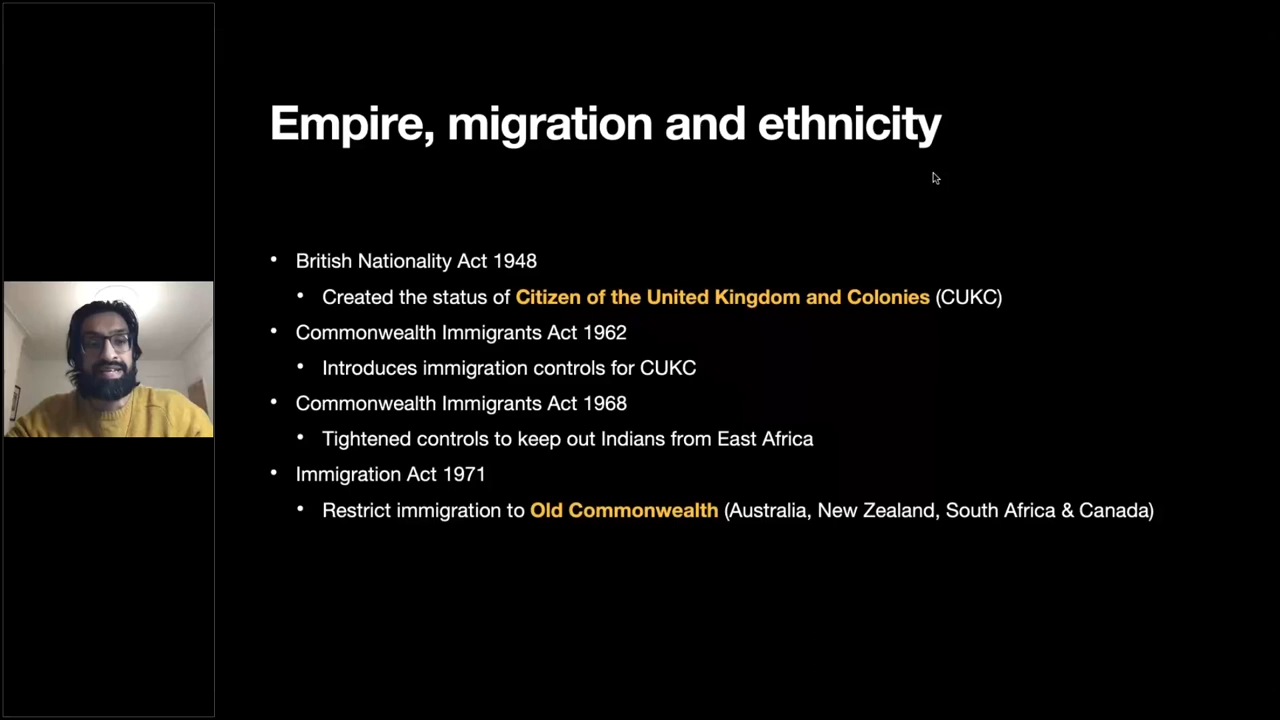 Empire, migration and ethnicity
• British Nationality Act 1948
• Created the status of Citizen of the United Kingdom and Colonies (CUKC)
• Commonwealth Immigrants Act 1962
• Introduces immigration controls for CUKC
• Commonwealth Immigrants Act 1968
• Tightened controls to keep out Indians from East Africa
• Immigration Act 1971
• Restrict immigration to Old Commonwealth (Australia, New Zealand, South Africa & Canada)